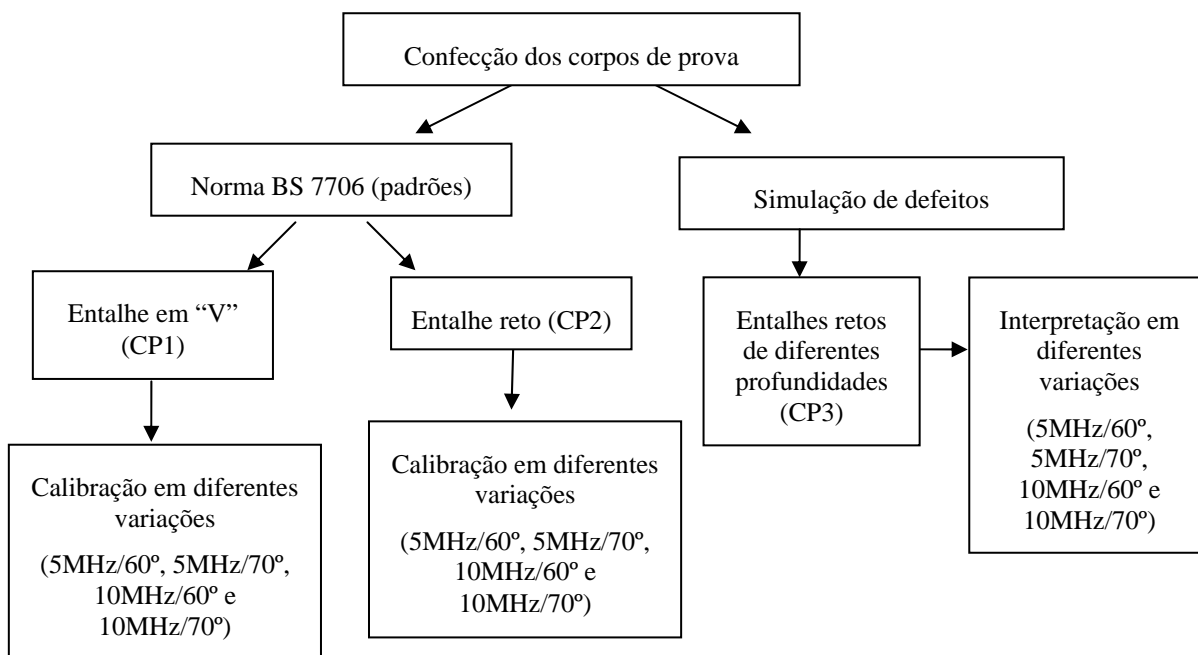 Confecção dos corpos de prova
Norma BS 7706 (padrões)
Simulação de defeitos
Entalhe em “V”
(CP1)
Entalhe reto (CP2)
Entalhes retos
de diferentes
profundidades
(CP3)
Interpretação em
diferentes
variações
(5MHz/60º,
5MHz/70º,
10MHz/60º e
10MHz/70º)
Calibração em diferentes
variações
(5MHz/60º, 5MHz/70º,
10MHz/60º e
10MHz/70º)
Calibração em diferentes
variações
(5MHz/60º, 5MHz/70º,
10MHz/60º e
10MHz/70º)